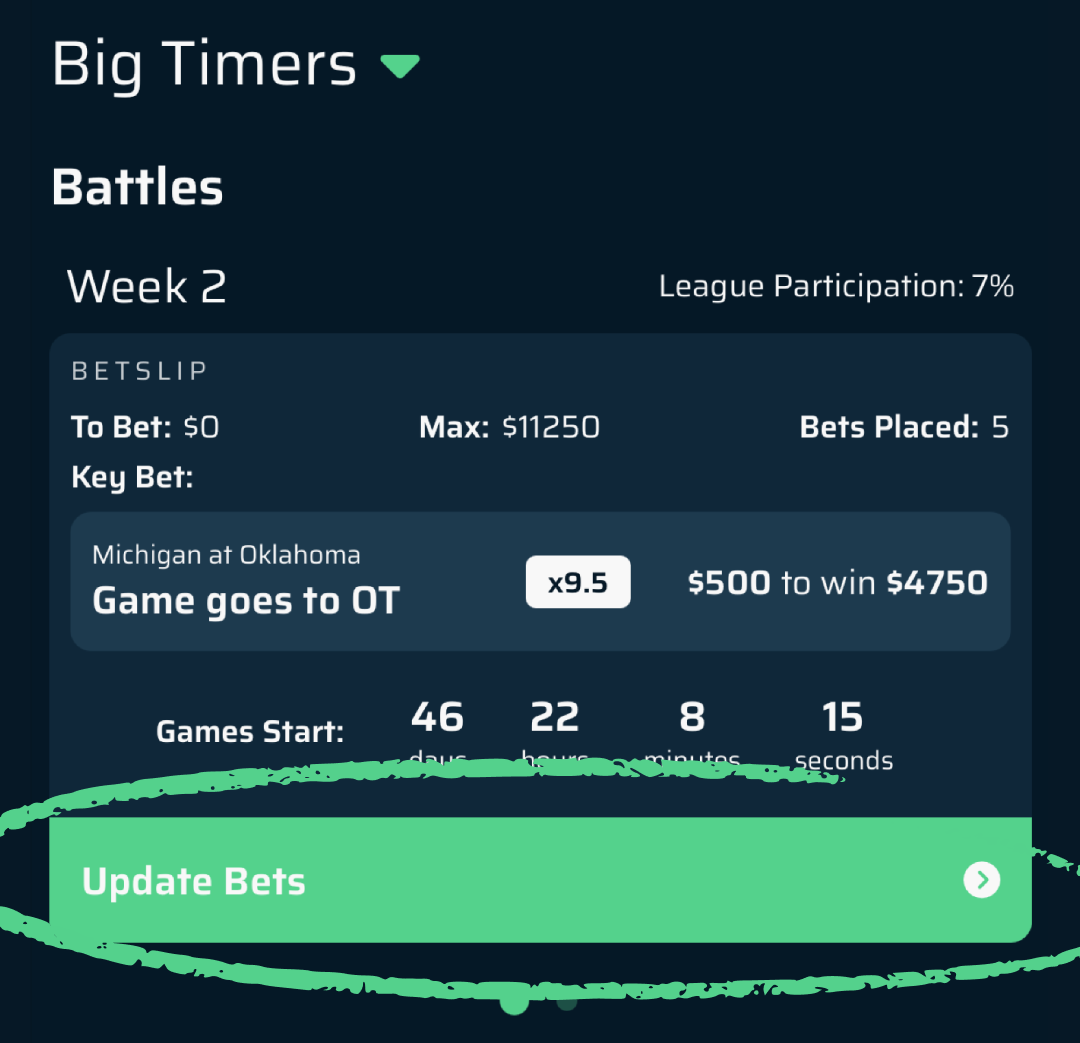 Big Timers
Battles
Week 2 League Participation: 7%
BETSLIP
To Bet: $0 Max: $11250 Bets Placed: 5
Key Bet:
Michigan at Oklahoma
Game goes to OT x9.5 $500 to win $4750
Games Start: 46 22 8 15
days hours minutes seconds
Update Bets